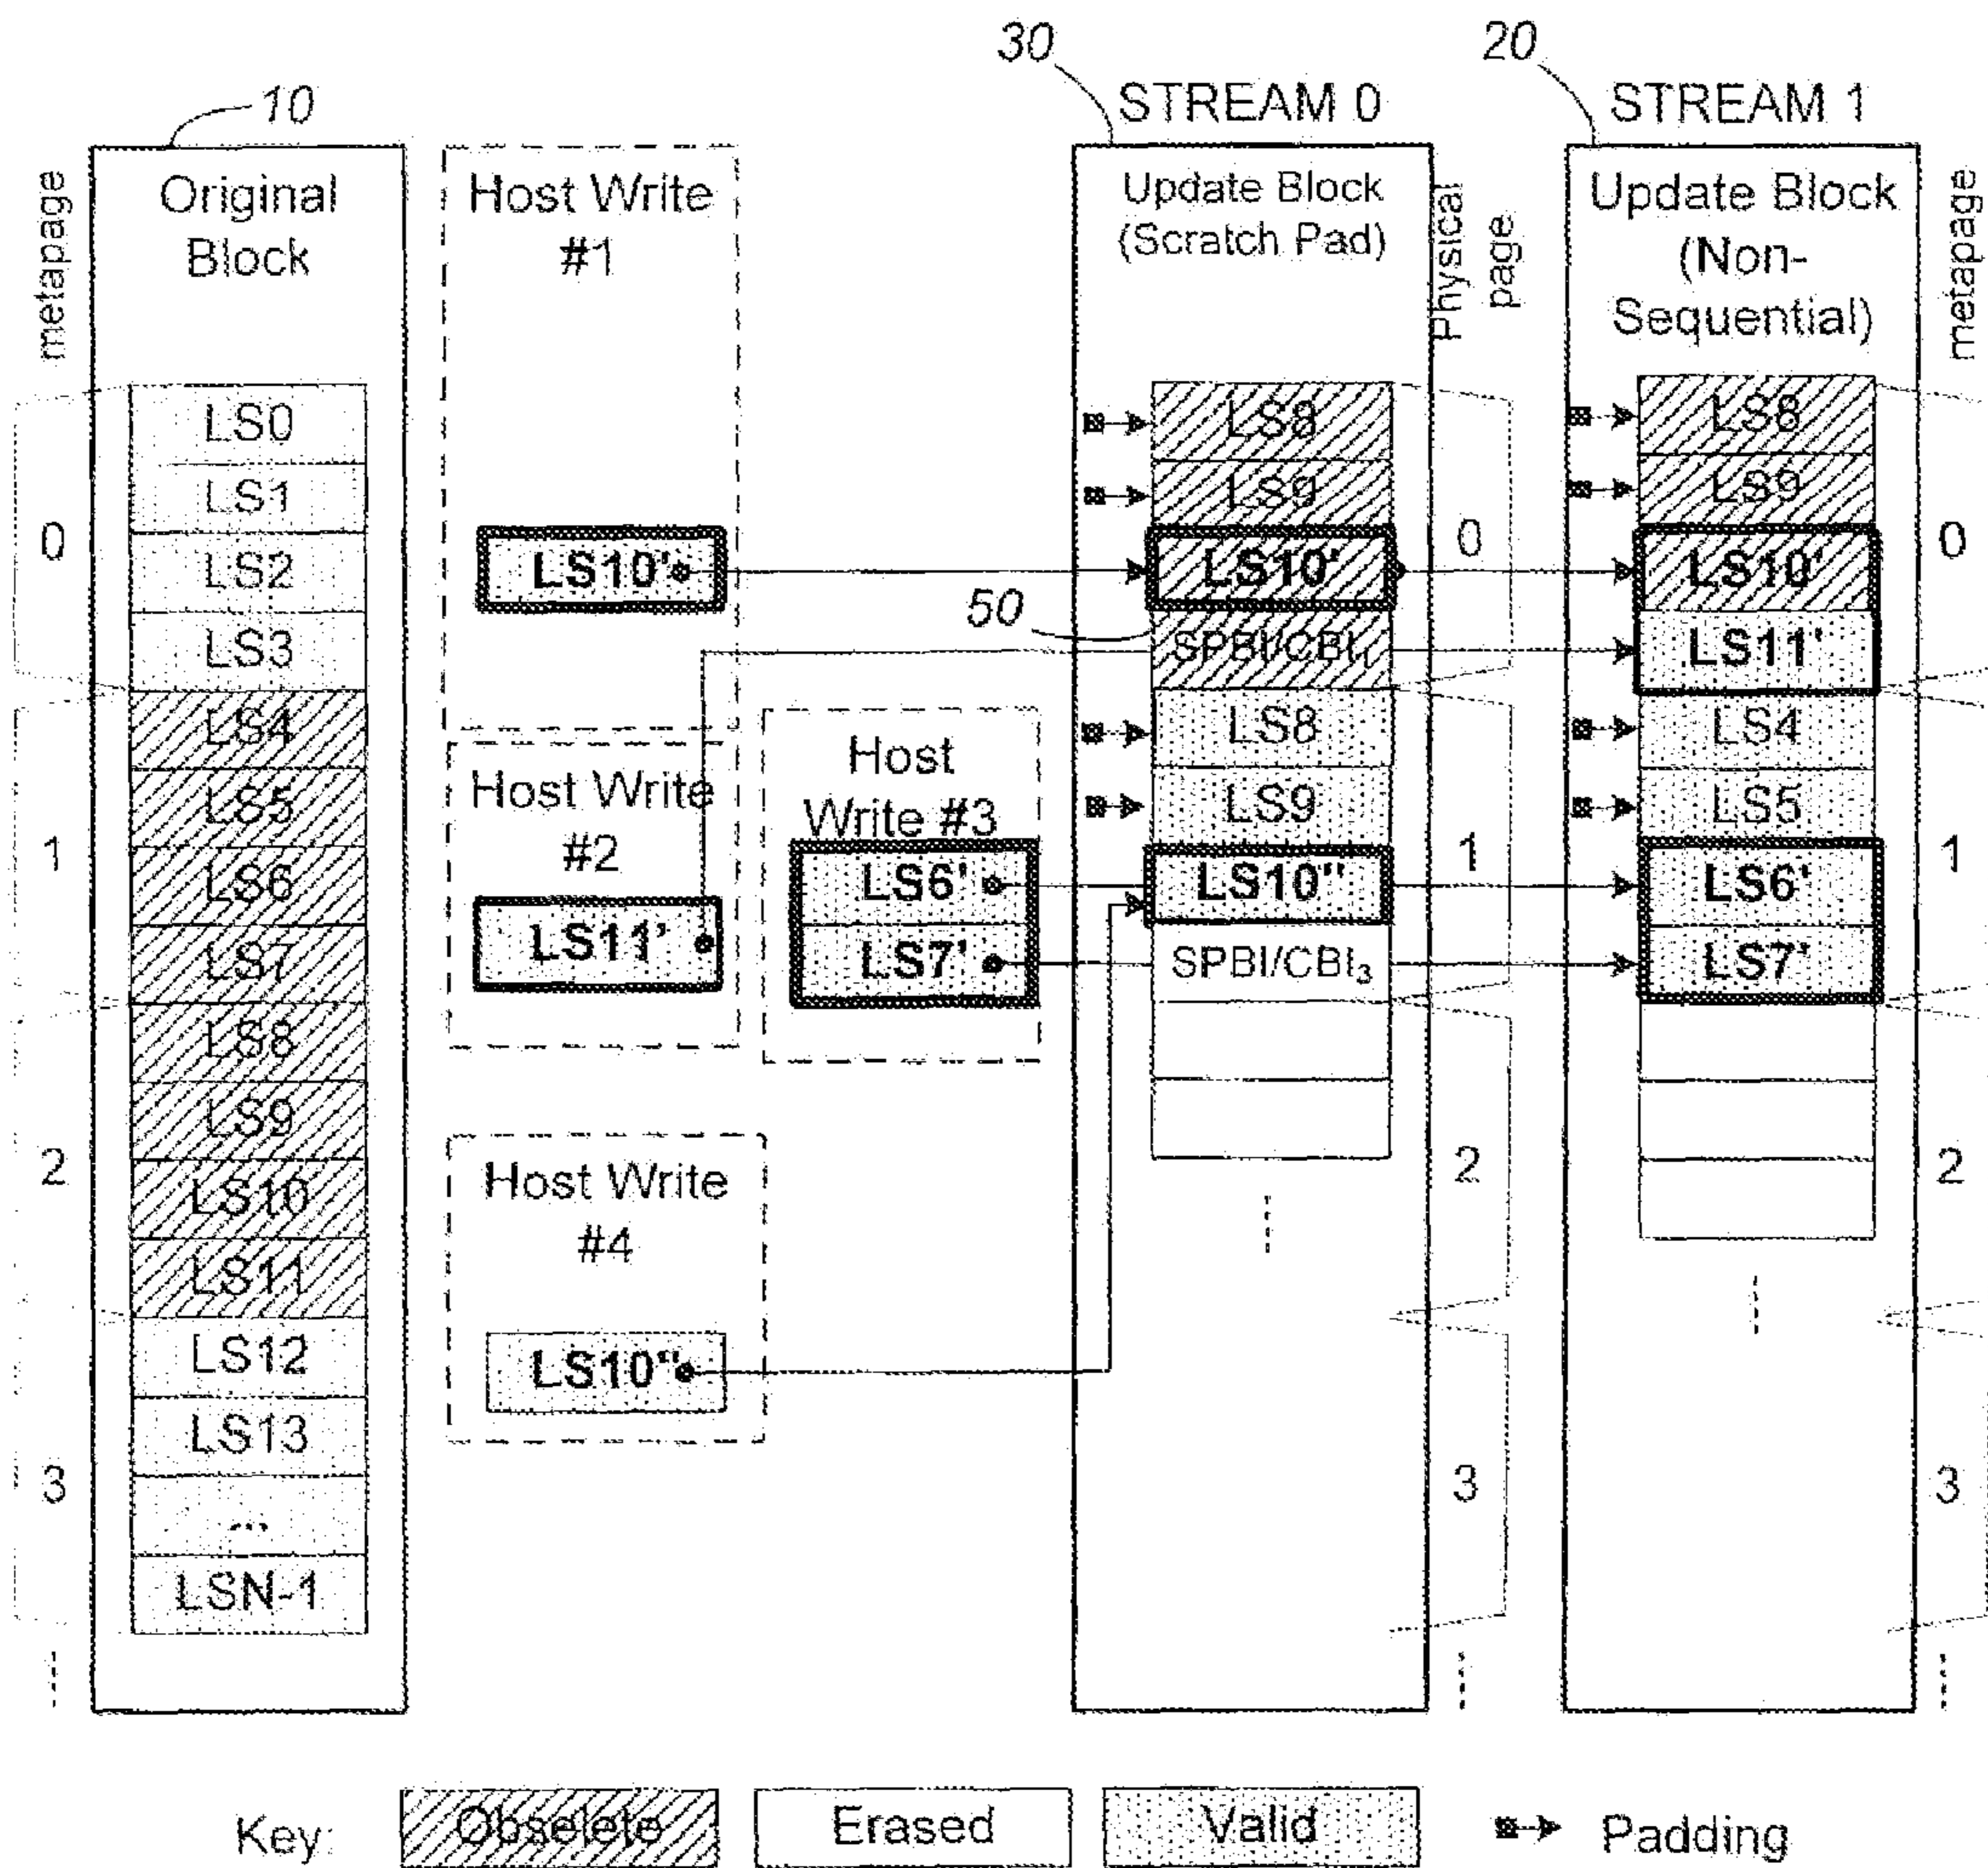 30
20
10
STREAM 0
STREAM 1
metapage
Original
Block
Host Write
#1
Update Block
(Scratch Pad)
Physical
page
Update Block
(Non-
Sequential)
metapage
0
1
2
3
LS0
LS1
LS2
LS3
LS4
LS5
LS6
LS7
LS8
LS9
LS10
LS11
LS12
LS13
...
LSN-1
LS10'
Host Write
#2
LS11'
Host
Write #3
LS6'
LS7'
Host Write
#4
LS10"
50
LS8
LS9
LS10'
SPBI/CBI₁
LS8
LS9
LS10"
SPBI/CBI₃
0
1
2
3
LS8
LS9
LS10'
LS11'
LS4
LS5
LS6'
LS7'
0
1
2
3
Key:
Obselete
Erased
Valid
Padding